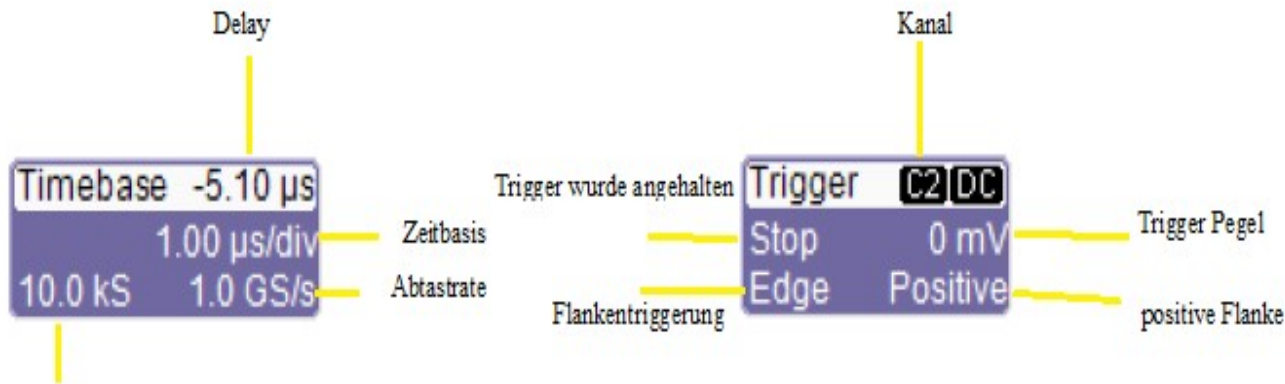 Delay
Kanal
Timebase -5.10 µs
1.00 µs/div
10.0 kS 1.0 GS/s
Zeitbasis
Abtastrate
Trigger wurde angehalten
Flankentriggerung
Trigger C2 DC
Stop 0 mV
Edge Positive
Trigger Pegel
positive Flanke